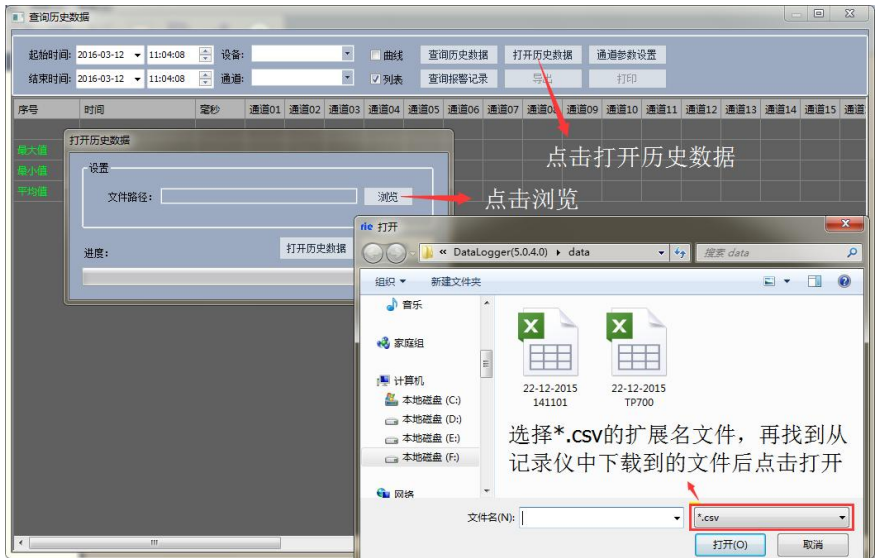 查询历史数据
起始时间: 2016-03-12 11:04:08 设备: 曲线 查询历史数据 打开历史数据 通道参数设置
结束时间: 2016-03-12 11:04:08 通道: 列表 查询报警记录 导出 打印
序号 时间 毫秒 通道01 通道02 通道03 通道04 通道05 通道06 通道07 通道08 通道09 通道10 通道11 通道12 通道13 通道14 通道15 通道
最大值
最小值
平均值
打开历史数据
设置
文件路径: 浏览
进度: 打开历史数据
点击打开历史数据
点击浏览
rie 打开
« DataLogger(5.0.4.0) data 搜索 data
组织 新建文件夹
音乐
家庭组
计算机
本地磁盘 (C:)
本地磁盘 (D:)
本地磁盘 (E:)
本地磁盘 (F:)
网络
22-12-2015
141101
22-12-2015
TP700
选择*.csv的扩展名文件，再找到从
记录仪中下载到的文件后点击打开
文件名(N): *.csv
打开(O) 取消